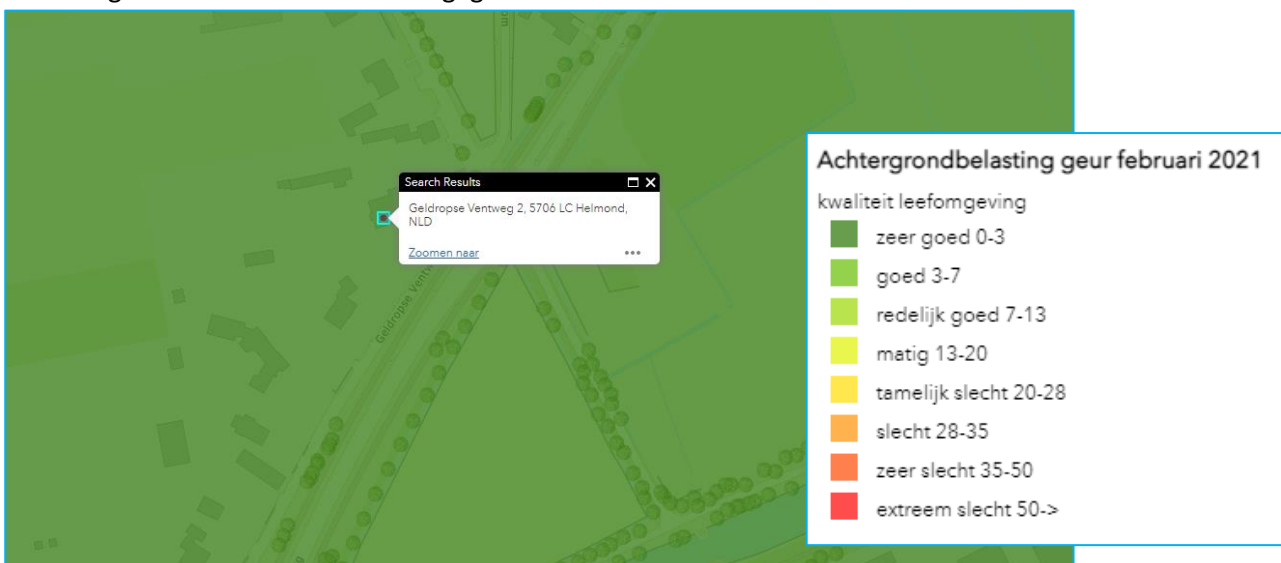 Search Results
Geldropse Ventweg 2, 5706 LC Helmond,
NLD
Zoomen naar
Geldropse Ventw
Achtergrondbelasting geur februari 2021
kwaliteit leefomgeving
zeer goed 0-3
goed 3-7
redelijk goed 7-13
matig 13-20
tamelijk slecht 20-28
slecht 28-35
zeer slecht 35-50
extreem slecht 50->